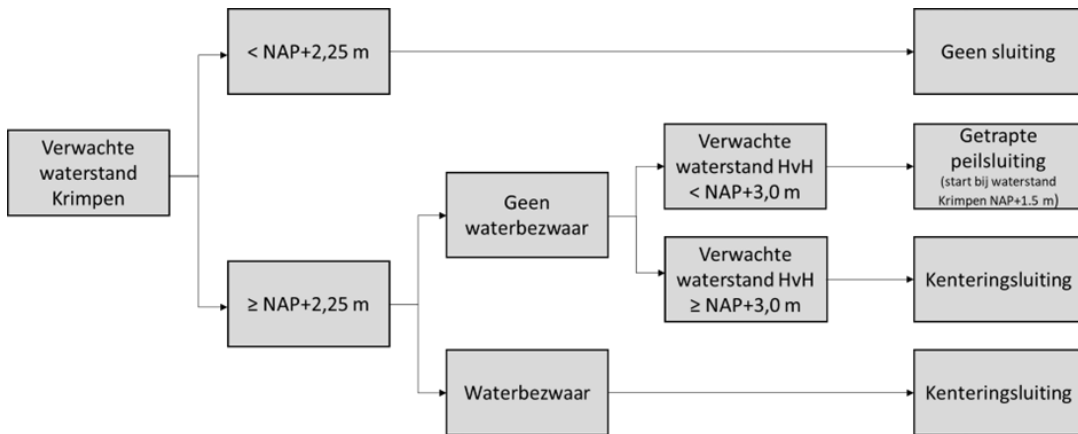 < NAP+2,25 m
Geen sluiting
Verwachte
waterstand
Krimpen
Verwachte
waterstand HvH
< NAP+3,0 m
Getrapte
peilsluiting
(start bij waterstand
Krimpen NAP+1.5 m)
Geen
waterbezwaar
≥ NAP+2,25 m
Verwachte
waterstand HvH
≥ NAP+3,0 m
Kenteringsluiting
Waterbezwaar
Kenteringsluiting